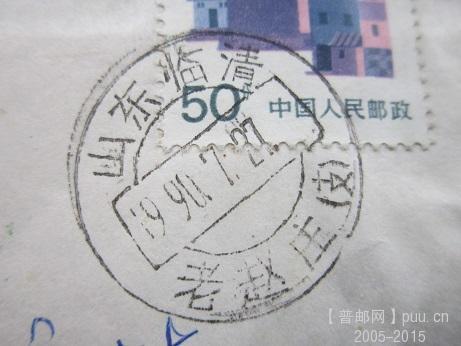 山东临清
50
中国人民邮政
1990.7.27
老赵庄(支)
【普邮网】puu.cn
2005-2015